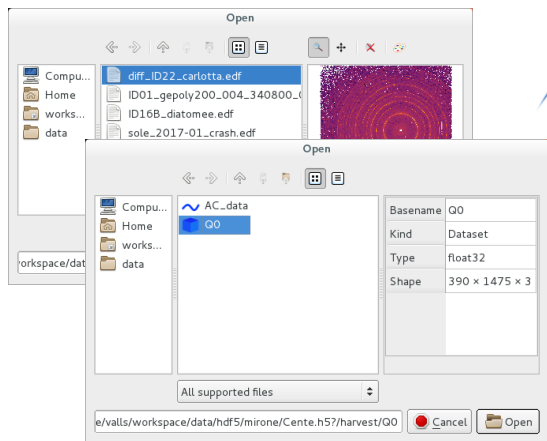 Open
Compu...
Home
works...
data
diff_ID22_carlotta.edf
ID01_gepoly200_004_340800_
ID16B_diatomee.edf
sole_2017-01_crash.edf
orkspace/dat
Open
Compu...
Home
works...
data
AC_data
Q0
Basename Q0
Kind Dataset
Type float32
Shape 390 × 1475 × 3
All supported files
e/valls/workspace/data/hdf5/mirone/Cente.h5?/harvest/Q0
Cancel
Open